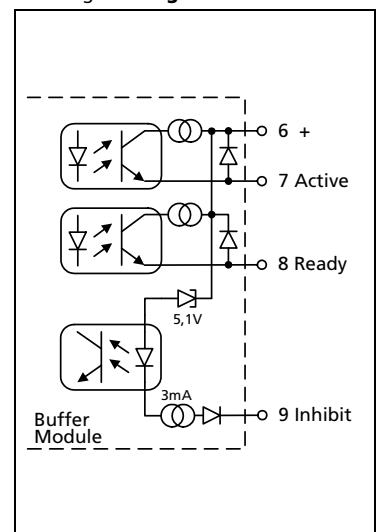 6 +
7 Active
8 Ready
5,1V
3mA
9 Inhibit
Buffer
Module